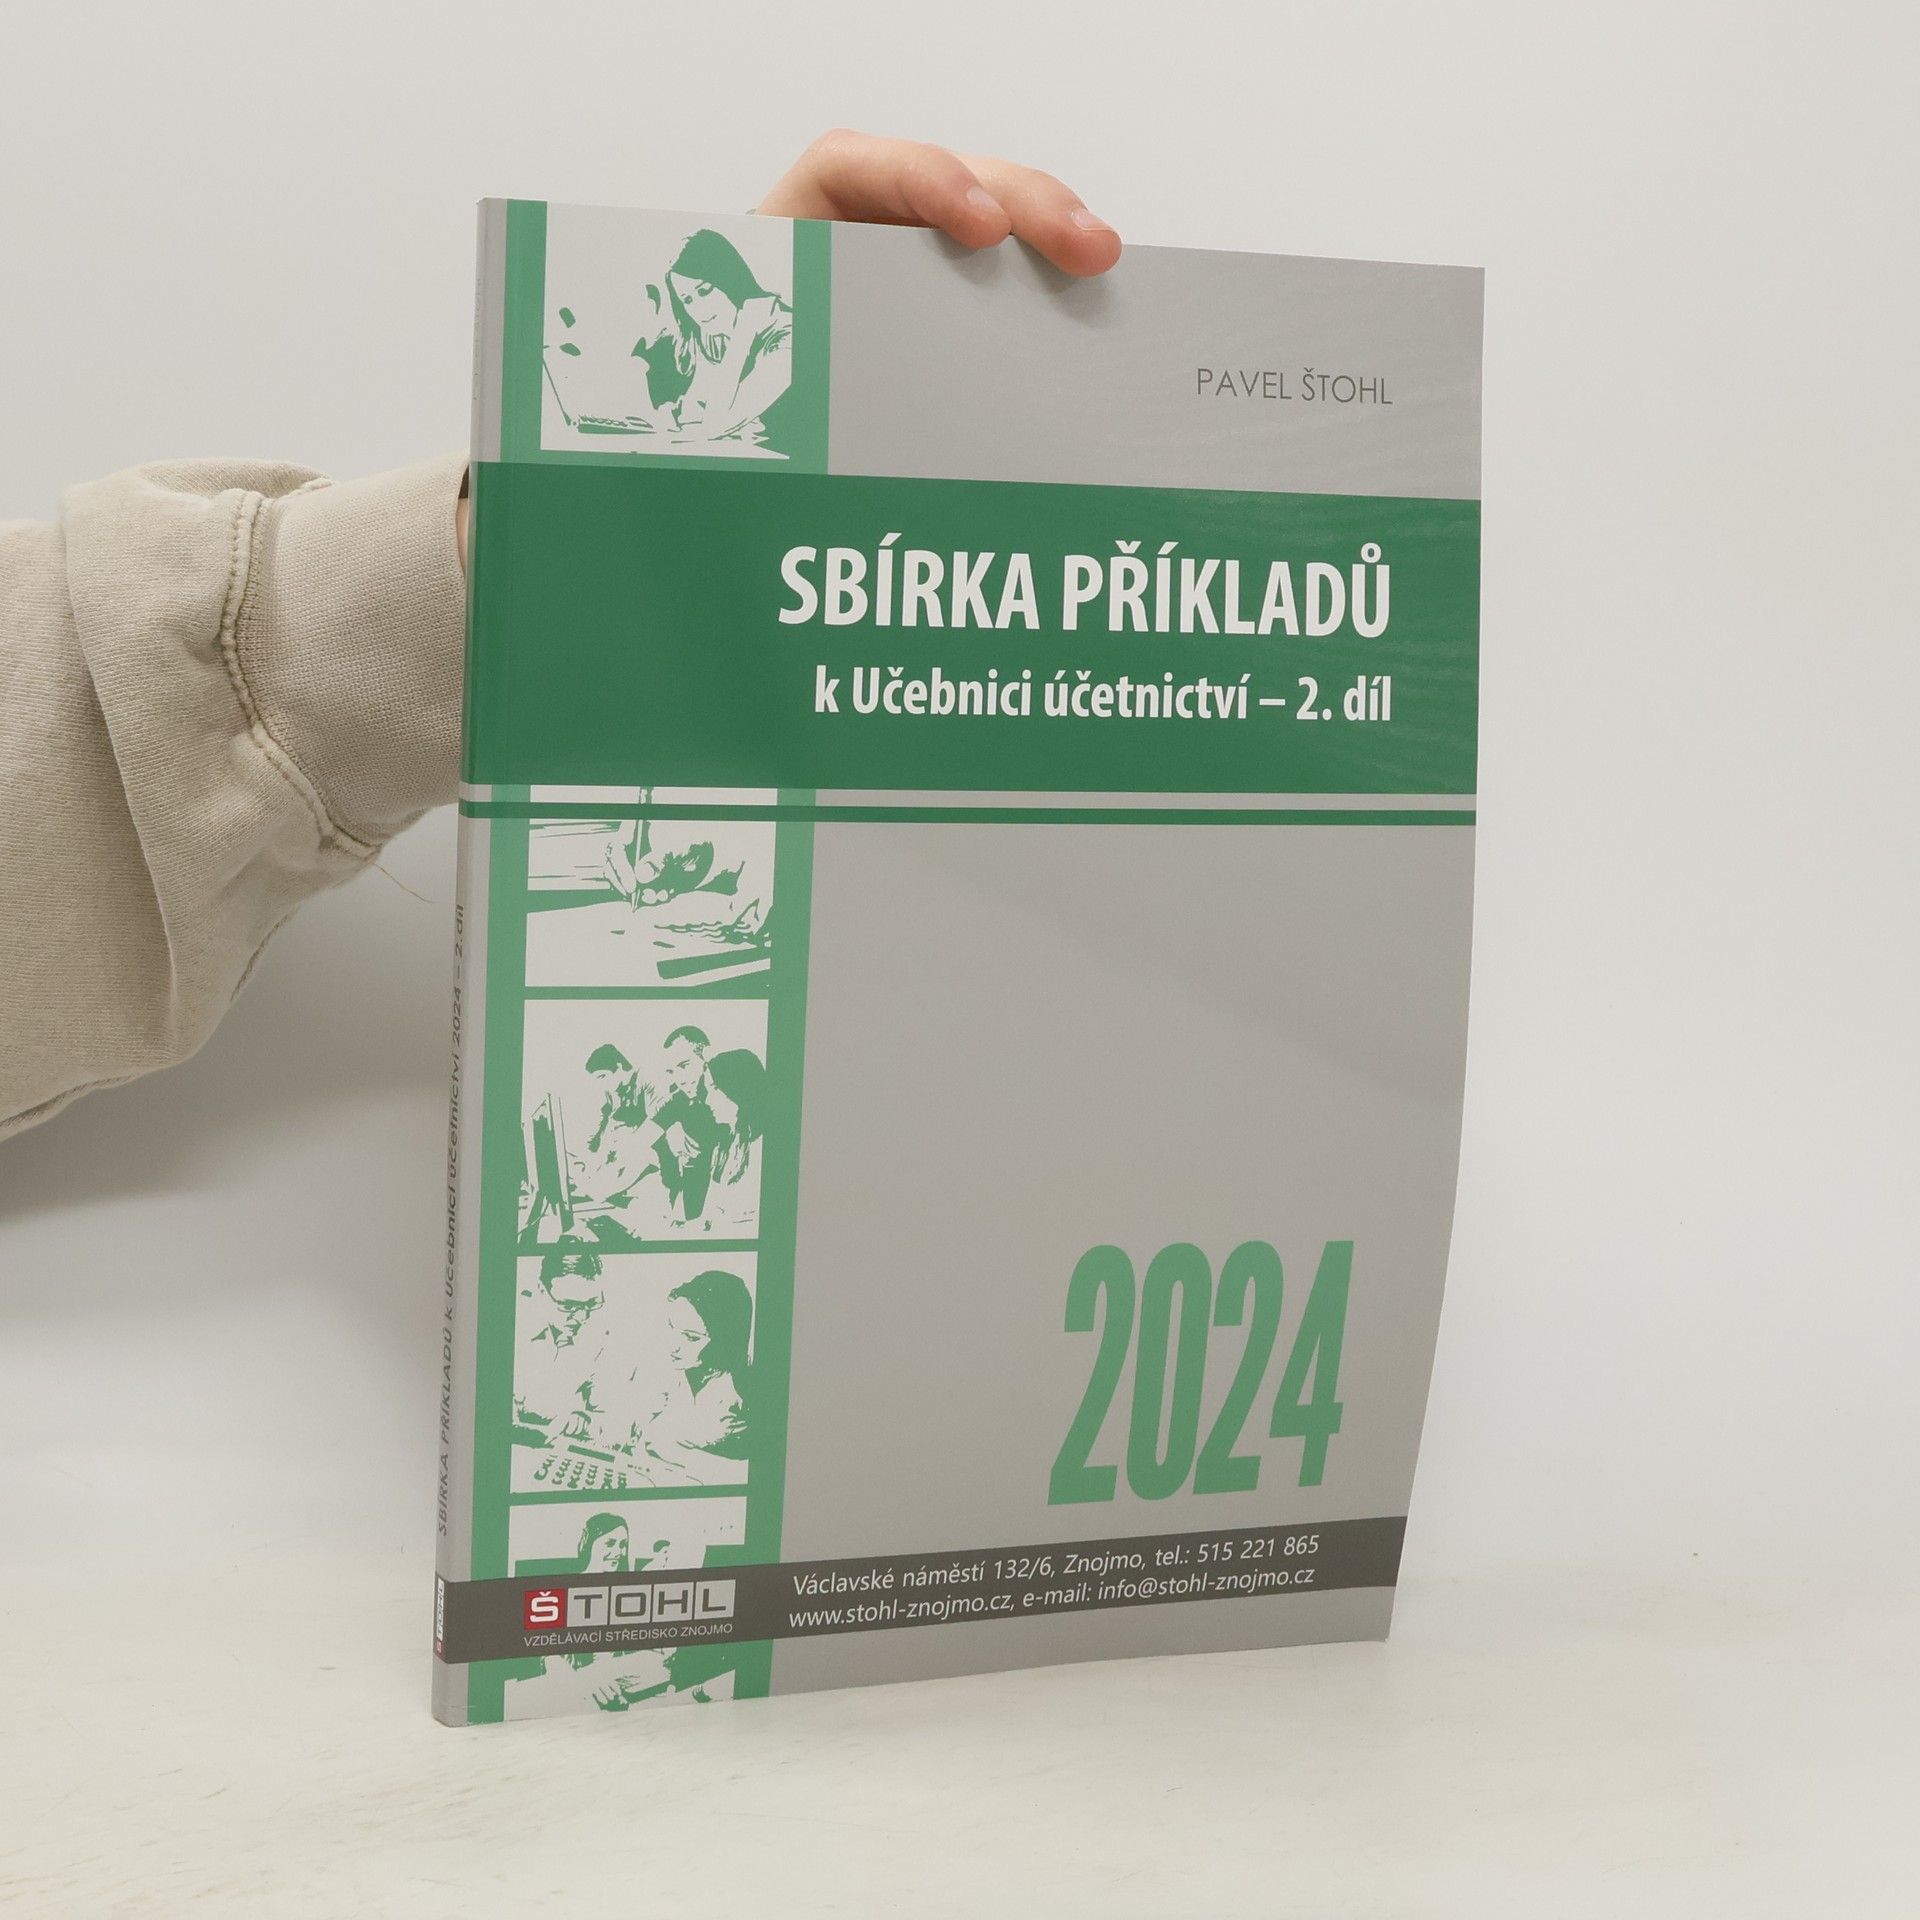 PAVEL ŠTOHL
SBÍRKA PŘÍKLADŮ
k Učebnici účetnictví – 2. díl
2024
Václavské náměstí 132/6, Znojmo, tel.: 515 221 865
www.stohl-znojmo.cz, e-mail: info@stohl-znojmo.cz
ŠTOHL
VZDĚLÁVACÍ STŘEDISKO ZNOJMO
SBÍRKA PŘÍKLADŮ k Učebnici účetnictví 2024 – 2.díl
ŠTOHL